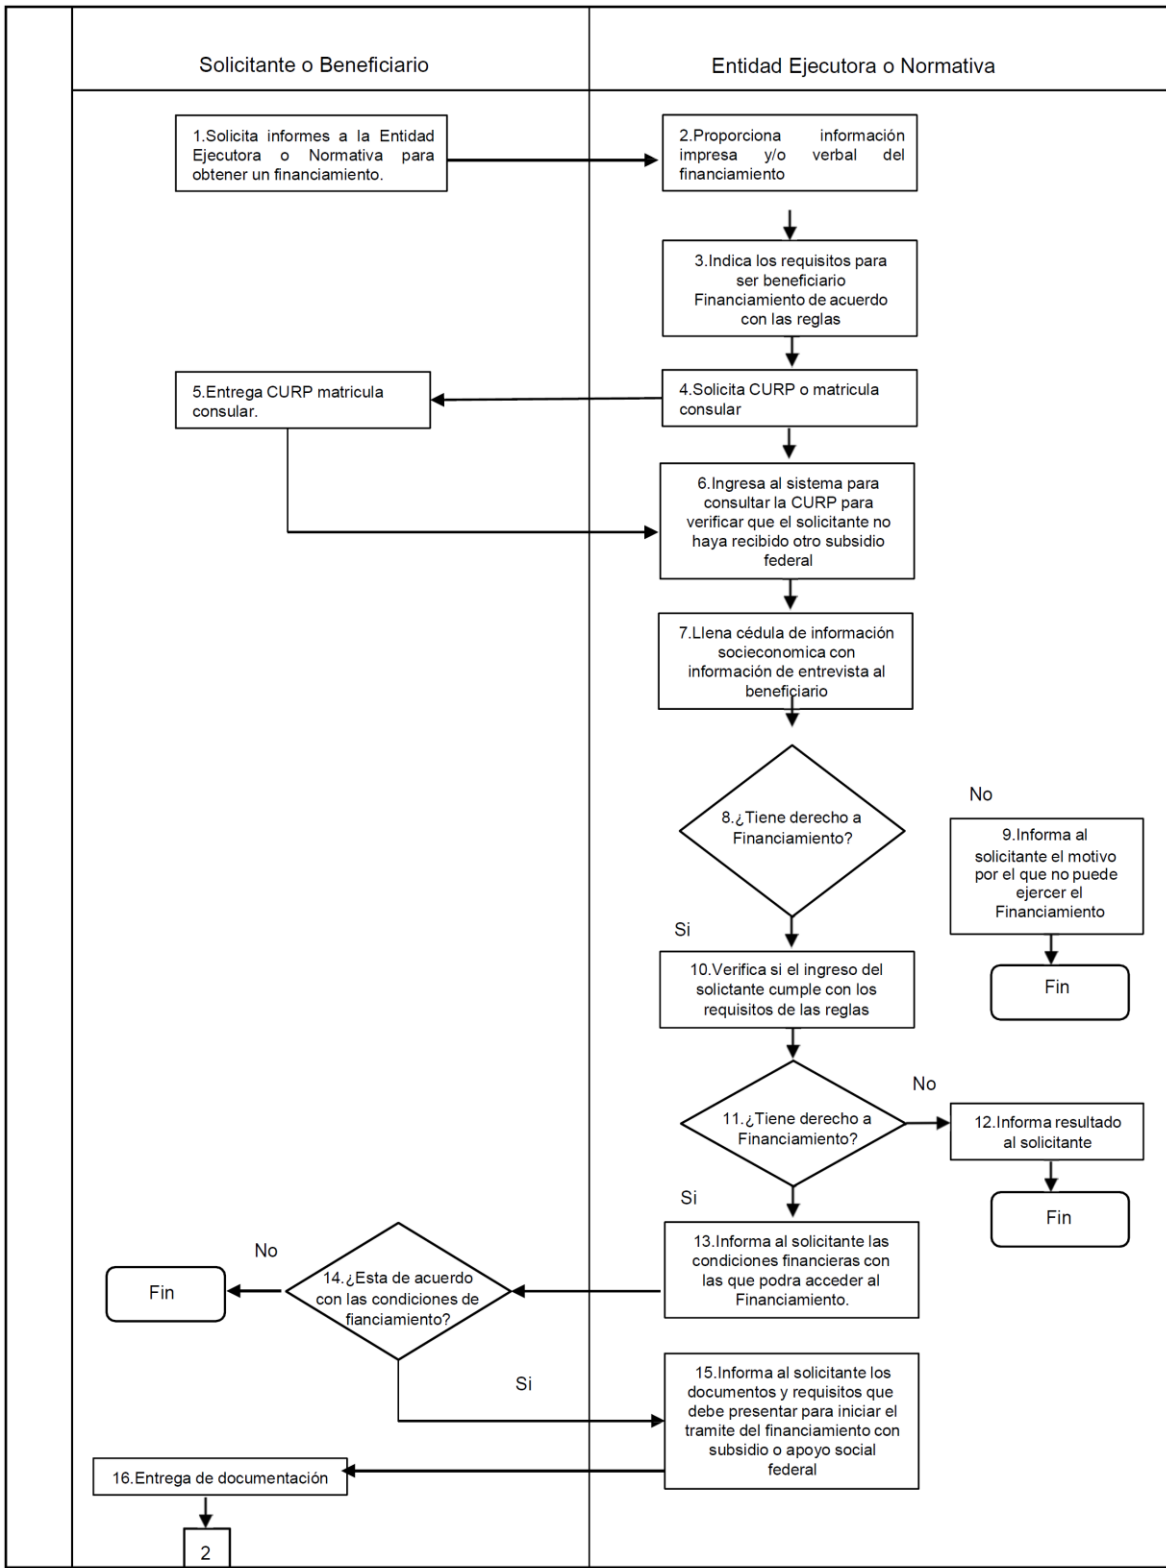 Solicitante o Beneficiario
Entidad Ejecutora o Normativa
1.Solicita informes a la Entidad
Ejecutora o Normativa para
obtener un financiamiento.
2.Proporciona información
impresa y/o verbal del
financiamiento
3.Indica los requisitos para
ser beneficiario
Financiamiento de acuerdo
con las reglas
4.Solicita CURP o matricula
consular
5.Entrega CURP matricula
consular.
6.Ingresa al sistema para
consultar la CURP para
verificar que el solicitante no
haya recibido otro subsidio
federal
7.Llena cédula de información
socieconomica con
información de entrevista al
beneficiario
8.¿Tiene derecho a
Financiamiento?
No
9.Informa al
solicitante el motivo
por el que no puede
ejercer el
Financiamiento
Fin
Si
10.Verifica si el ingreso del
solictante cumple con los
requisitos de las reglas
11.¿Tiene derecho a
Financiamiento?
No
12.Informa resultado
al solicitante
Fin
Si
13.Informa al solicitante las
condiciones financieras con
las que podra acceder al
Financiamiento.
14.¿Esta de acuerdo
con las condiciones de
fianciamiento?
No
Fin
Si
15.Informa al solicitante los
documentos y requisitos que
debe presentar para iniciar el
tramite del financiamiento con
subsidio o apoyo social
federal
16.Entrega de documentación
2